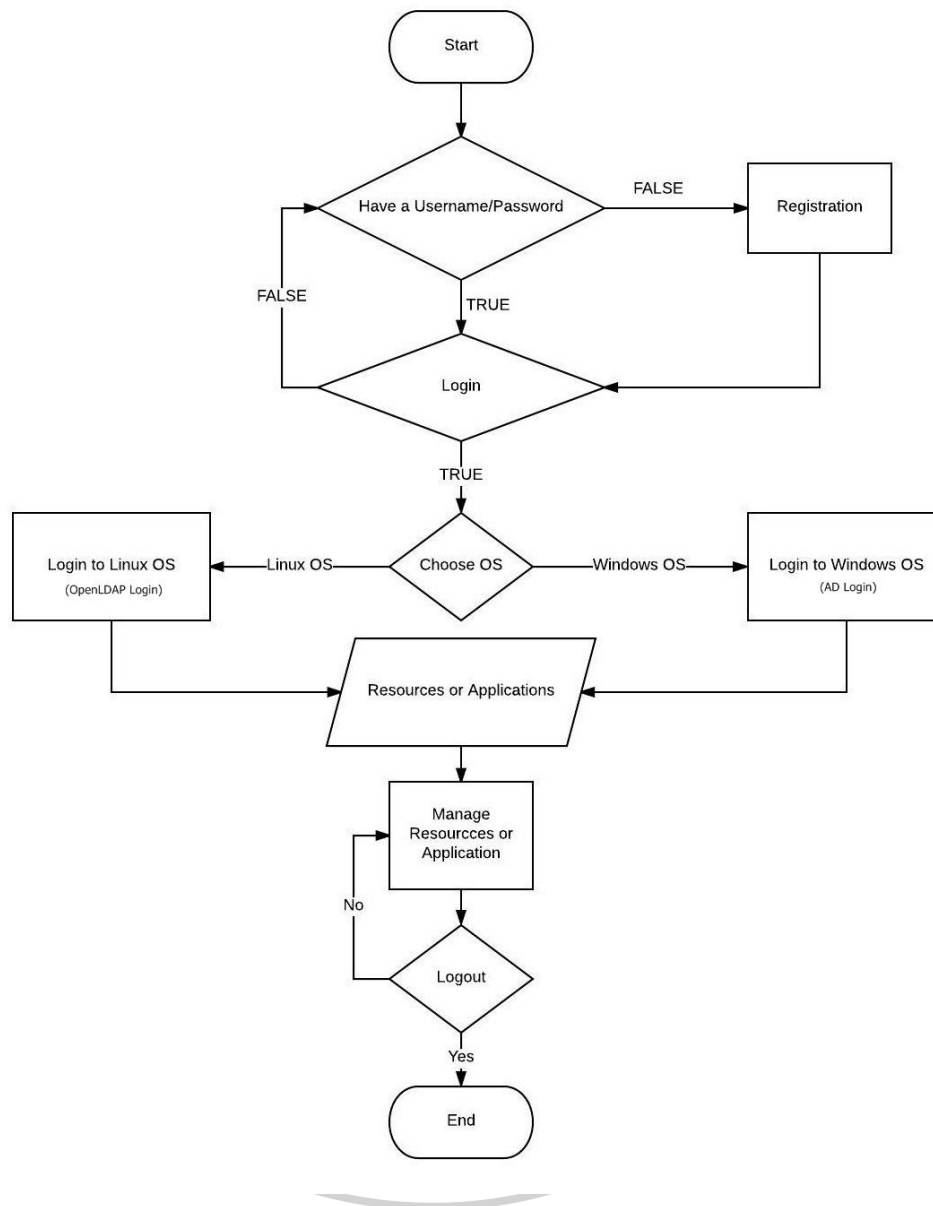 Start
Have a Username/Password
FALSE
Registration
FALSE
TRUE
Login
TRUE
Login to Linux OS
(OpenLDAP Login)
Linux OS
Choose OS
Windows OS
Login to Windows OS
(AD Login)
Resources or Applications
Manage
Resourcces or
Application
No
Logout
Yes
End